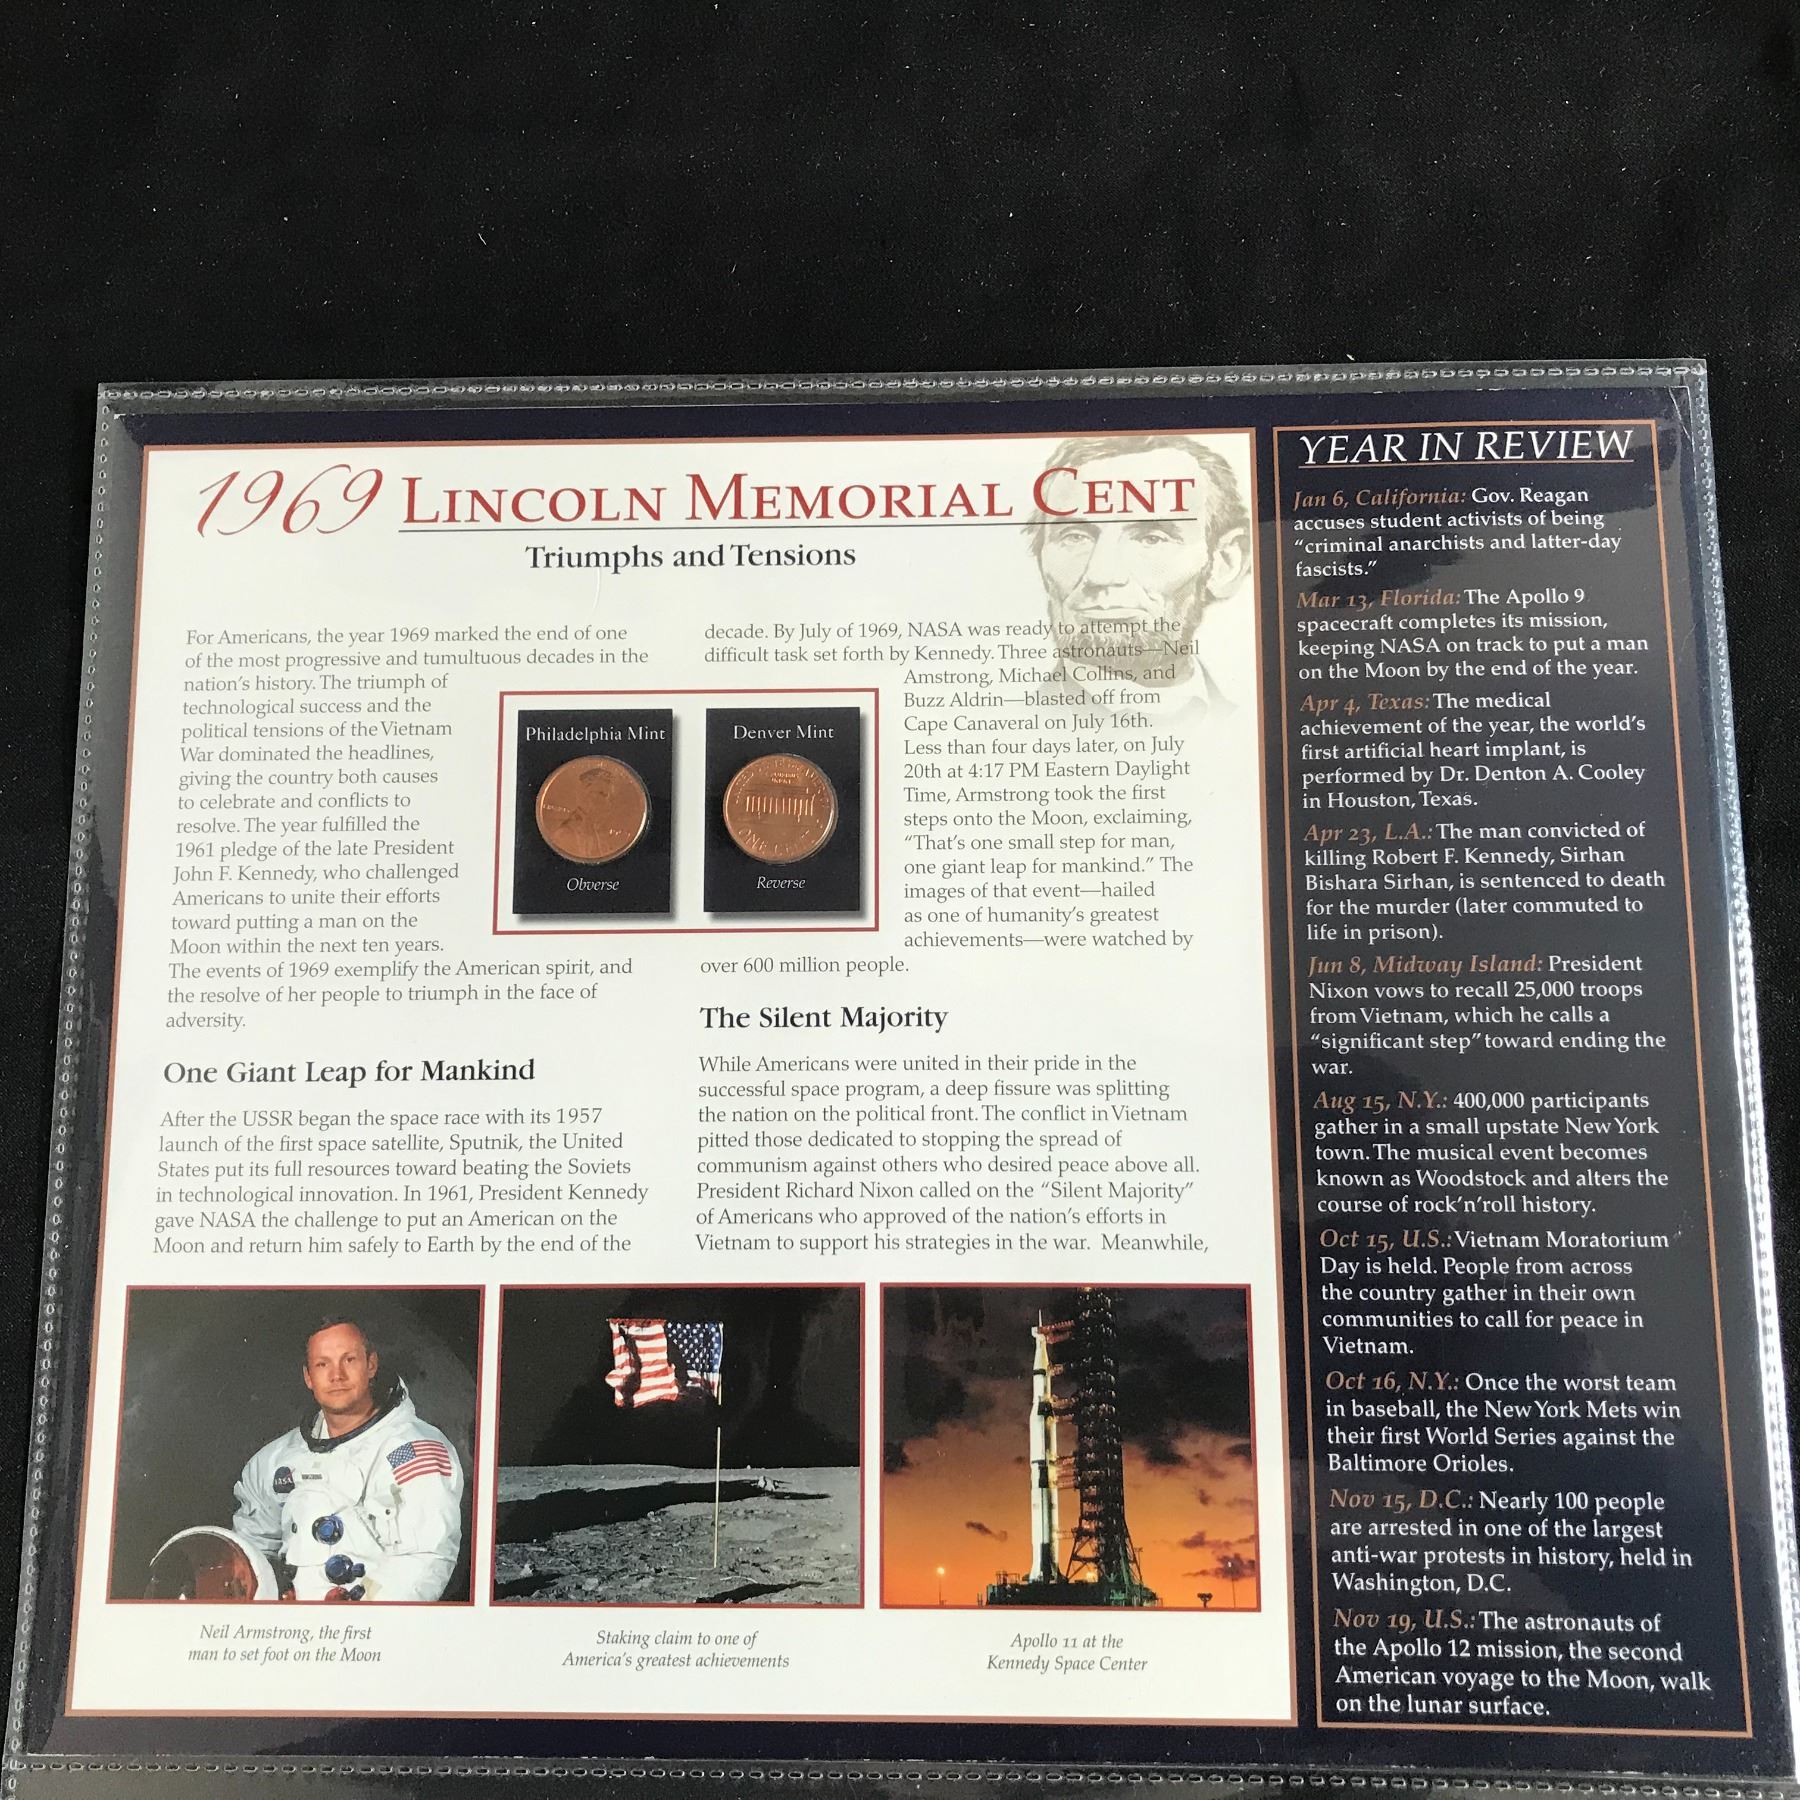 1969 LINCOLN MEMORIAL CENT
Triumphs and Tensions
For Americans, the year 1969 marked the end of one
of the most progressive and tumultuous decades in the
nation's history. The triumph of
technological success and the
political tensions of the Vietnam
War dominated the headlines,
giving the country both causes
to celebrate and conflicts to
resolve. The year fulfilled the
1961 pledge of the late President
John F. Kennedy, who challenged
Americans to unite their efforts
toward putting a man on the
Moon within the next ten years.
The events of 1969 exemplify the American spirit, and
the resolve of her people to triumph in the face of
adversity.
One Giant Leap for Mankind
After the USSR began the space race with its 1957
launch of the first space satellite, Sputnik, the United
States put its full resources toward beating the Soviets
in technological innovation. In 1961, President Kennedy
gave NASA the challenge to put an American on the
Moon and return him safely to Earth by the end of the
Philadelphia Mint
Obverse
Denver Mint
ONE CENT
Reverse
decade. By July of 1969, NASA was ready to attempt the
difficult task set forth by Kennedy. Three astronauts—Neil
Amstrong, Michael Collins, and
Buzz Aldrin—blasted off from
Cape Canaveral on July 16th.
Less than four days later, on July
20th at 4:17 PM Eastern Daylight
Time, Armstrong took the first
steps onto the Moon, exclaiming,
"That's one small step for man,
one giant leap for mankind." The
images of that event—hailed
as one of humanity's greatest
achievements—were watched by
over 600 million people.
The Silent Majority
While Americans were united in their pride in the
successful space program, a deep fissure was splitting
the nation on the political front. The conflict in Vietnam
pitted those dedicated to stopping the spread of
communism against others who desired peace above all.
President Richard Nixon called on the "Silent Majority"
of Americans who approved of the nation's efforts in
Vietnam to support his strategies in the war. Meanwhile,
NASA
Neil Armstrong, the first
man to set foot on the Moon
Staking claim to one of
America's greatest achievements
Apollo 11 at the
Kennedy Space Center
YEAR IN REVIEW
Jan 6, California: Gov. Reagan
accuses student activists of being
"criminal anarchists and latter-day
fascists."
Mar 13, Florida: The Apollo 9
spacecraft completes its mission,
keeping NASA on track to put a man
on the Moon by the end of the year.
Apr 4, Texas: The medical
achievement of the year, the world's
first artificial heart implant, is
performed by Dr. Denton A. Cooley
in Houston, Texas.
Apr 23, L.A.: The man convicted of
killing Robert F. Kennedy, Sirhan
Bishara Sirhan, is sentenced to death
for the murder (later commuted to
life in prison).
Jun 8, Midway Island: President
Nixon vows to recall 25,000 troops
from Vietnam, which he calls a
"significant step" toward ending the
war.
Aug 15, N.Y.: 400,000 participants
gather in a small upstate New York
town. The musical event becomes
known as Woodstock and alters the
course of rock'n'roll history.
Oct 15, U.S.: Vietnam Moratorium
Day is held. People from across
the country gather in their own
communities to call for peace in
Vietnam.
Oct 16, N.Y.: Once the worst team
in baseball, the New York Mets win
their first World Series against the
Baltimore Orioles.
Nov 15, D.C.: Nearly 100 people
are arrested in one of the largest
anti-war protests in history, held in
Washington, D.C.
Nov 19, U.S.: The astronauts of
the Apollo 12 mission, the second
American voyage to the Moon, walk
on the lunar surface.